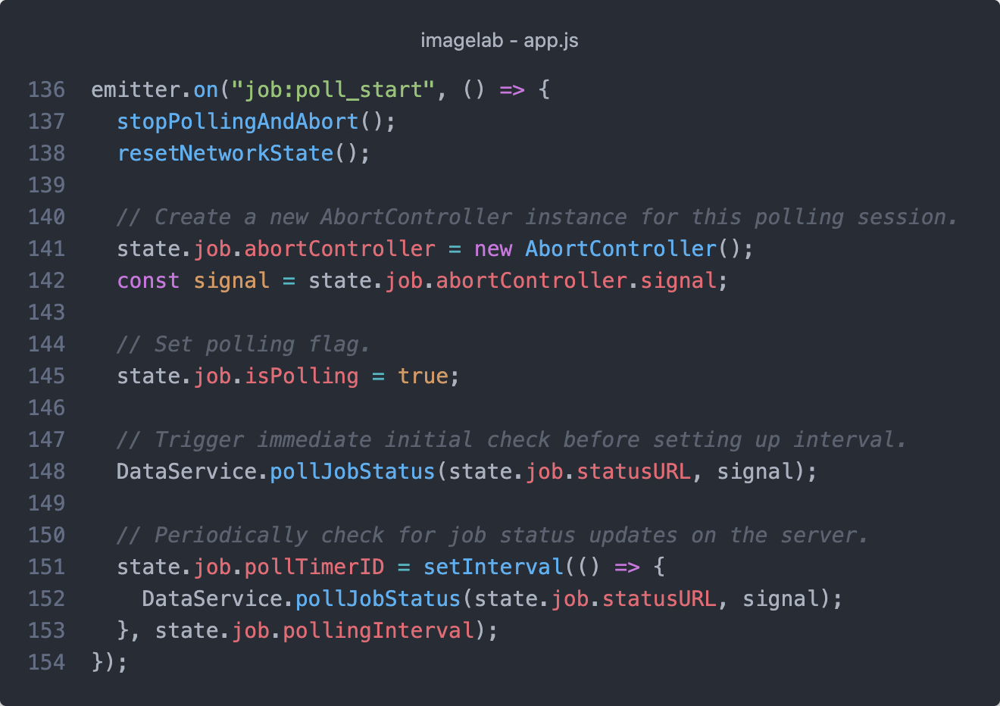 imagelab - app.js
136 emitter.on("job:poll_start", () => {
137   stopPollingAndAbort();
138   resetNetworkState();
139
140   // Create a new AbortController instance for this polling session.
141   state.job.abortController = new AbortController();
142   const signal = state.job.abortController.signal;
143
144   // Set polling flag.
145   state.job.isPolling = true;
146
147   // Trigger immediate initial check before setting up interval.
148   DataService.pollJobStatus(state.job.statusURL, signal);
149
150   // Periodically check for job status updates on the server.
151   state.job.pollTimerID = setInterval(() => {
152     DataService.pollJobStatus(state.job.statusURL, signal);
153   }, state.job.pollingInterval);
154 });